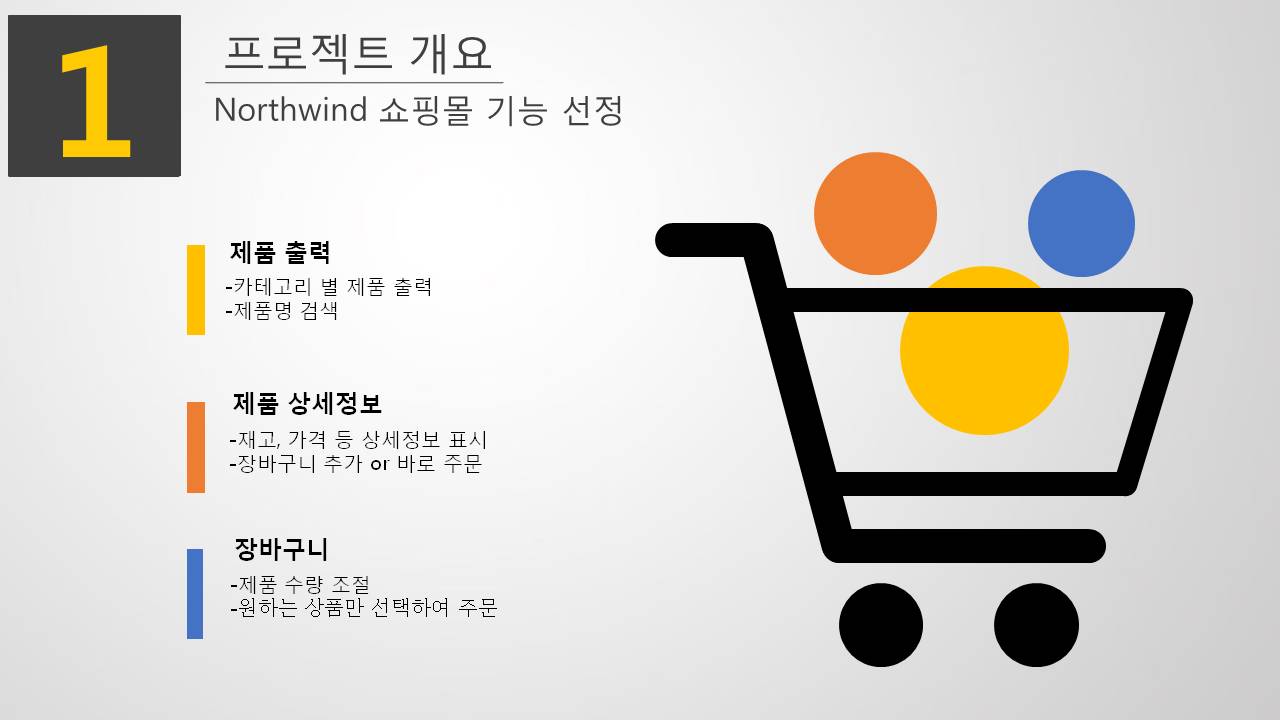 1
프로젝트 개요
Northwind 쇼핑몰 기능 선정
제품 출력
-카테고리 별 제품 출력
-제품명 검색
제품 상세정보
-재고, 가격 등 상세정보 표시
-장바구니 추가 or 바로 주문
장바구니
-제품 수량 조절
-원하는 상품만 선택하여 주문